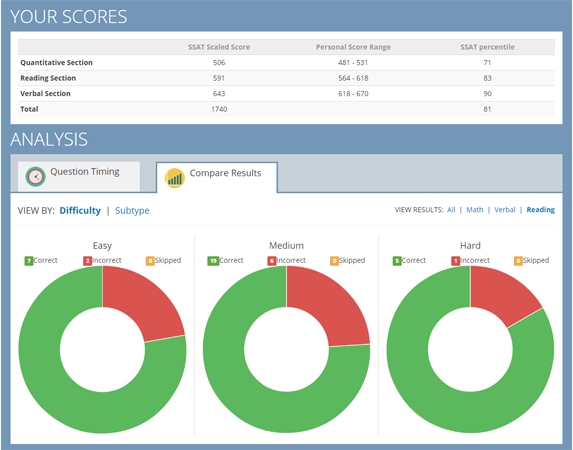 YOUR SCORES
SSAT Scaled Score Personal Score Range SSAT percentile
Quantitative Section 506 481 - 531 71
Reading Section 591 564 - 618 83
Verbal Section 643 618 - 670 90
Total 1740 81
ANALYSIS
Question Timing Compare Results
VIEW BY: Difficulty | Subtype VIEW RESULTS: All | Math | Verbal | Reading
Easy Medium Hard
7 Correct 2 Incorrect 0 Skipped 19 Correct 6 Incorrect 0 Skipped 5 Correct 1 Incorrect 0 Skipped